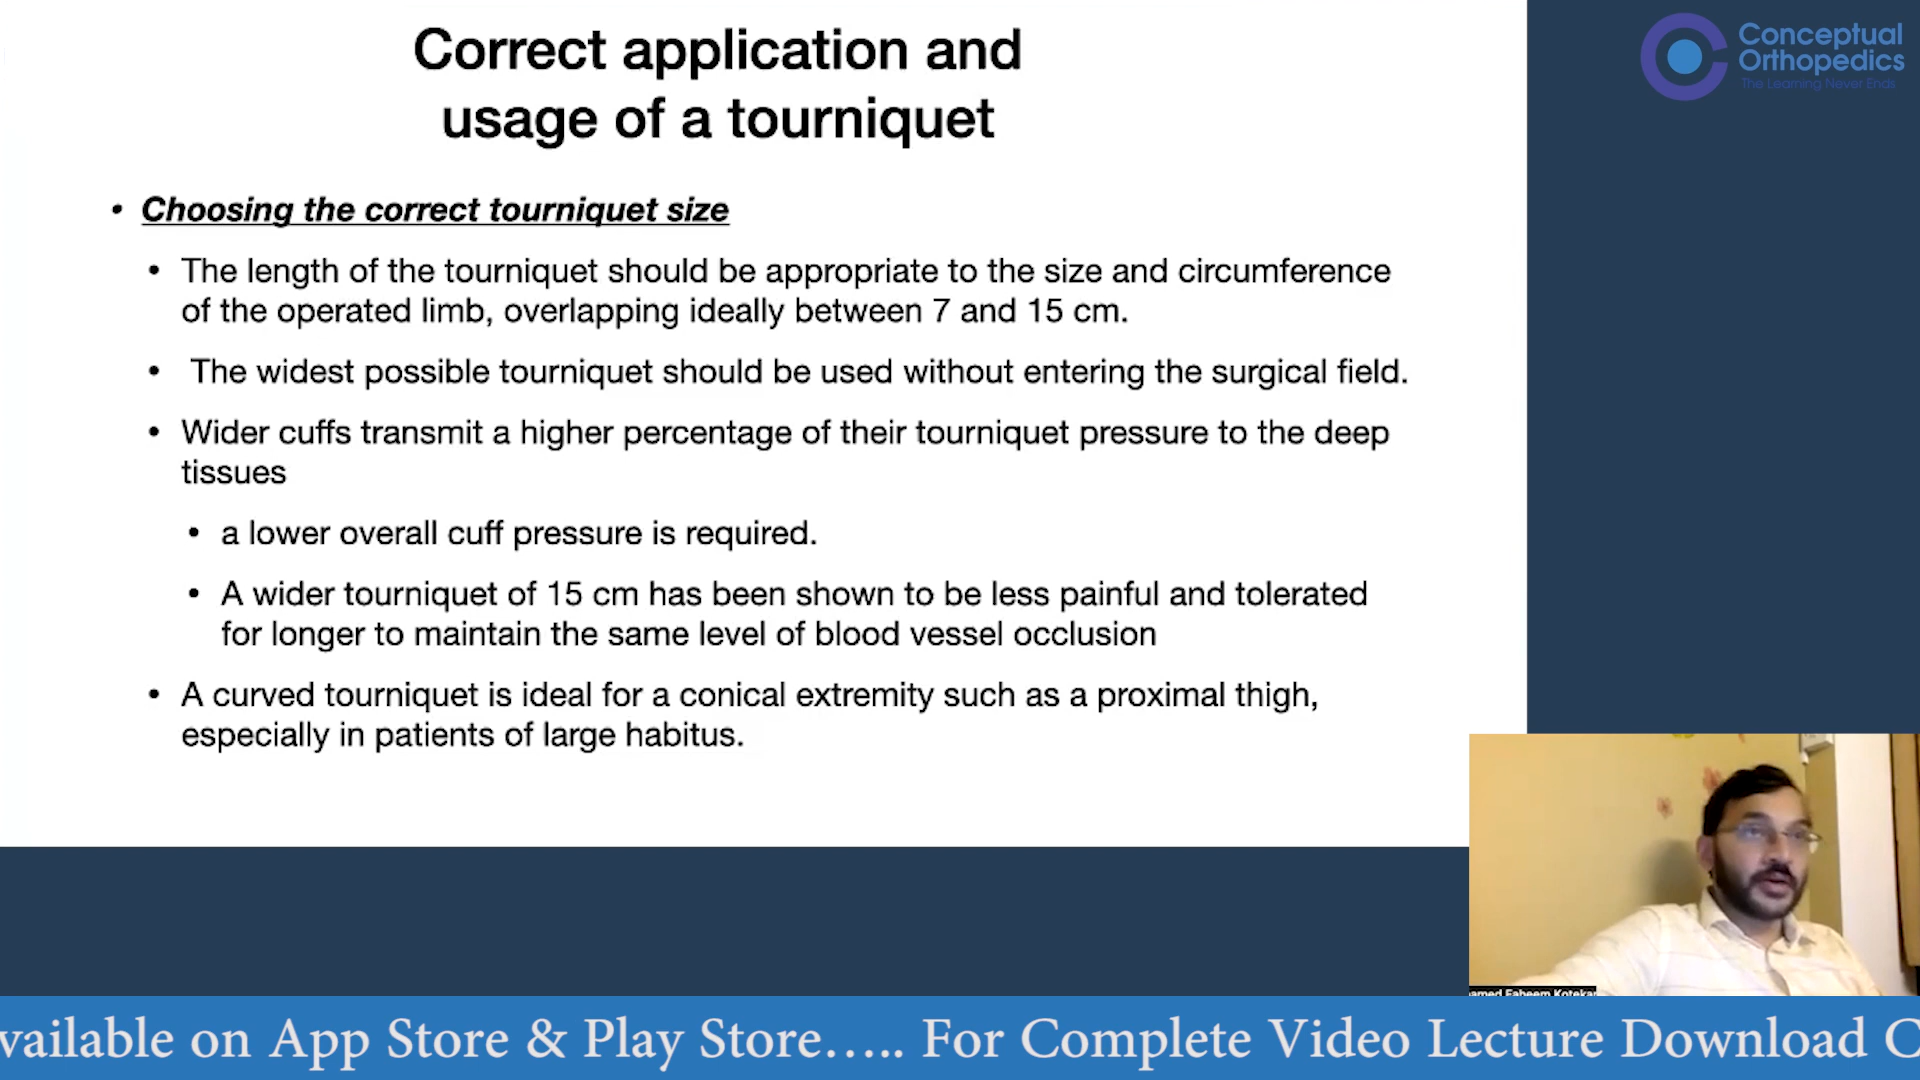 Correct application and
usage of a tourniquet
• Choosing the correct tourniquet size
• The length of the tourniquet should be appropriate to the size and circumference
of the operated limb, overlapping ideally between 7 and 15 cm.
• The widest possible tourniquet should be used without entering the surgical field.
• Wider cuffs transmit a higher percentage of their tourniquet pressure to the deep
tissues
• a lower overall cuff pressure is required.
• A wider tourniquet of 15 cm has been shown to be less painful and tolerated
for longer to maintain the same level of blood vessel occlusion
• A curved tourniquet is ideal for a conical extremity such as a proximal thigh,
especially in patients of large habitus.
Conceptual
Orthopedics
The Learning Never Ends
amed Faheem Kotekar
vailable on App Store & Play Store..... For Complete Video Lecture Download C